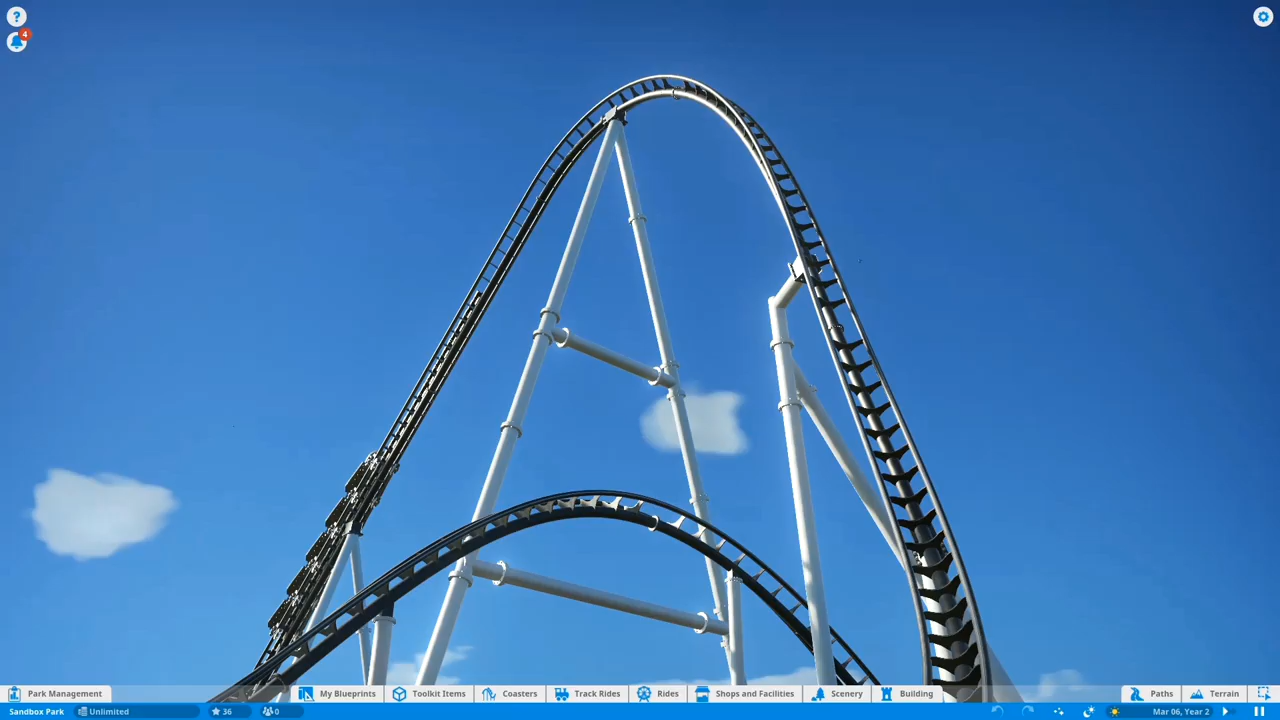 ?
4
Park Management
My Blueprints
Toolkit Items
Coasters
Track Rides
Rides
Shops and Facilities
Scenery
Building
Paths
Terrain
Sandbox Park
Unlimited
36
0
Mar 06, Year 2